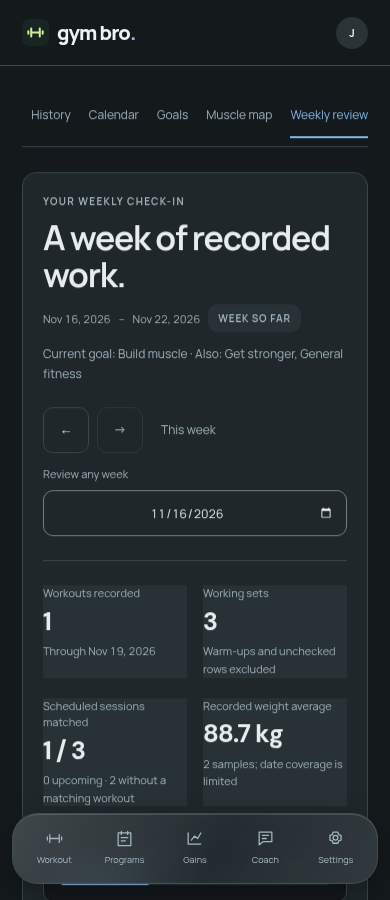 gym bro.
J
History Calendar Goals Muscle map Weekly review
YOUR WEEKLY CHECK-IN
A week of recorded
work.
Nov 16, 2026 – Nov 22, 2026 WEEK SO FAR
Current goal: Build muscle · Also: Get stronger, General
fitness
← → This week
Review any week
11/16/2026
Workouts recorded
1
Through Nov 19, 2026
Working sets
3
Warm-ups and unchecked
rows excluded
Scheduled sessions
matched
1 / 3
0 upcoming · 2 without a
matching workout
Recorded weight average
88.7 kg
2 samples; date coverage is
limited
Workout Programs Gains Coach Settings